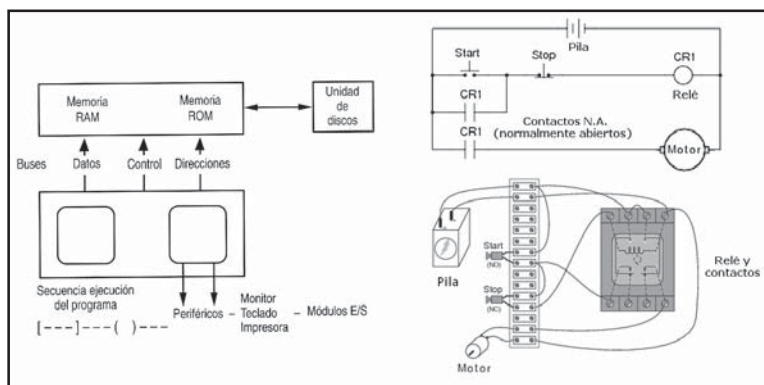 Memoria
RAM
Memoria
ROM
Unidad
de
discos
Buses
Datos
Control
Direcciones
Secuencia ejecución
del programa
[---]---( )----
Periféricos - Monitor
Teclado - Módulos E/S
Impresora
Pila
Start
Stop
CR1
Relé
CR1
Contactos N.A.
(normalmente abiertos)
CR1
Motor
Pila
Start
(NO)
Stop
(NC)
Motor
Relé y
contactos